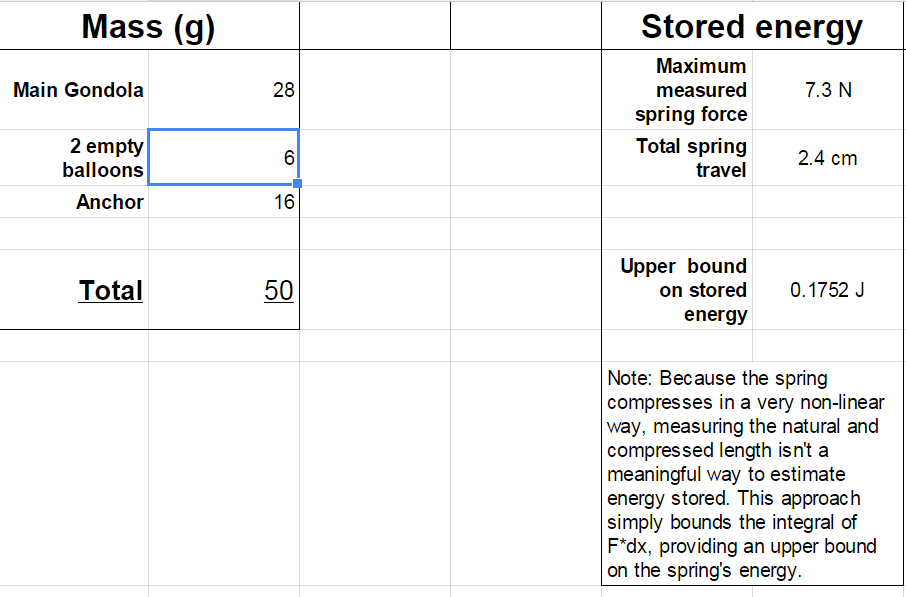 Mass (g)
Main Gondola 28
2 empty
balloons 6
Anchor 16
Total 50
Stored energy
Maximum
measured
spring force 7.3 N
Total spring
travel 2.4 cm
Upper bound
on stored
energy 0.1752 J
Note: Because the spring
compresses in a very non-linear
way, measuring the natural and
compressed length isn't a
meaningful way to estimate
energy stored. This approach
simply bounds the integral of
F*dx, providing an upper bound
on the spring's energy.